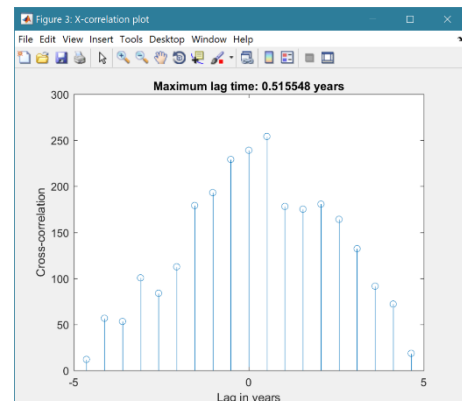 Figure 3: X-correlation plot
File Edit View Insert Tools Desktop Window Help
Maximum lag time: 0.515548 years
300
250
200
150
100
50
0
Cross-correlation
-5 0 5
Lag in years